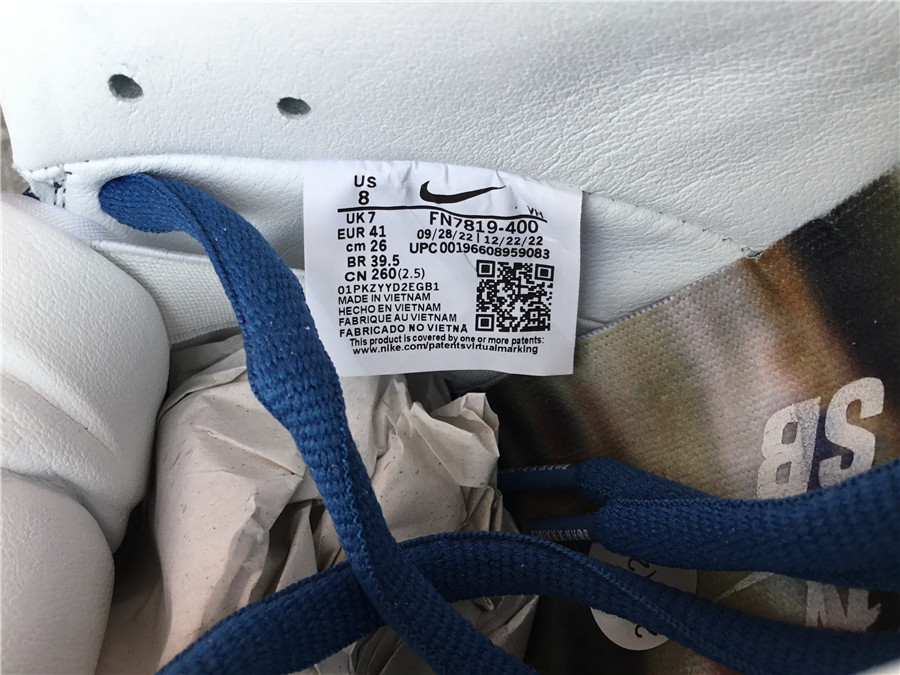 US
8
VH
UK 7
FN7819-400
EUR 41
09/28/22 | 12/22/22
cm 26
UPC 00196608959083
BR 39.5
CN 260(2.5)
01PKZYYD2EGB1
MADE IN VIETNAM
HECHO EN VIETNAM
FABRIQUE AU VIETNAM
FABRICADO NO VIETNÃ
This product is covered by one or more patents:
www.nike.com/patentsvirtualmarking
SB